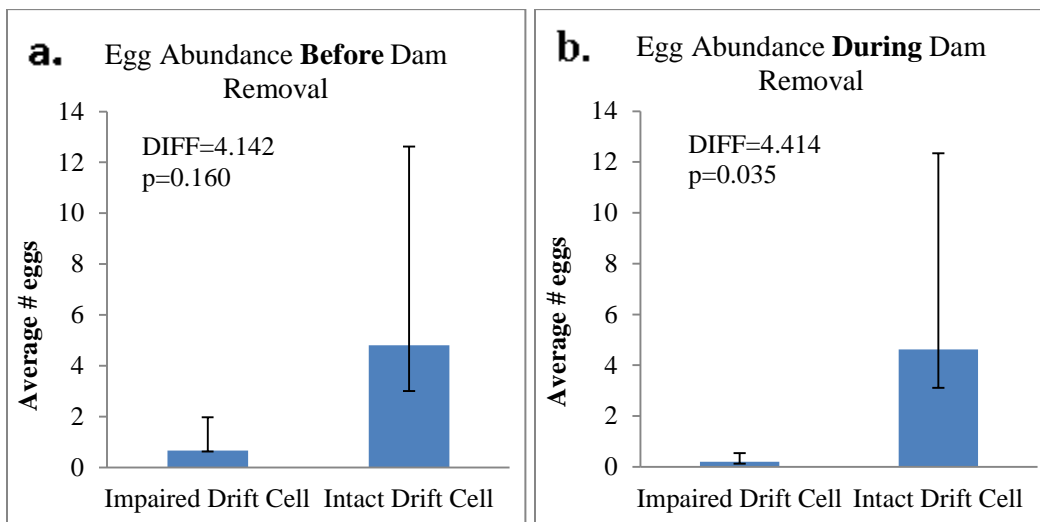 a.
Egg Abundance Before Dam
Removal
14
12
10
8
6
4
2
0
Average # eggs
DIFF=4.142
p=0.160
Impaired Drift Cell
Intact Drift Cell
b.
Egg Abundance During Dam
Removal
14
12
10
8
6
4
2
0
Average # eggs
DIFF=4.414
p=0.035
Impaired Drift Cell
Intact Drift Cell